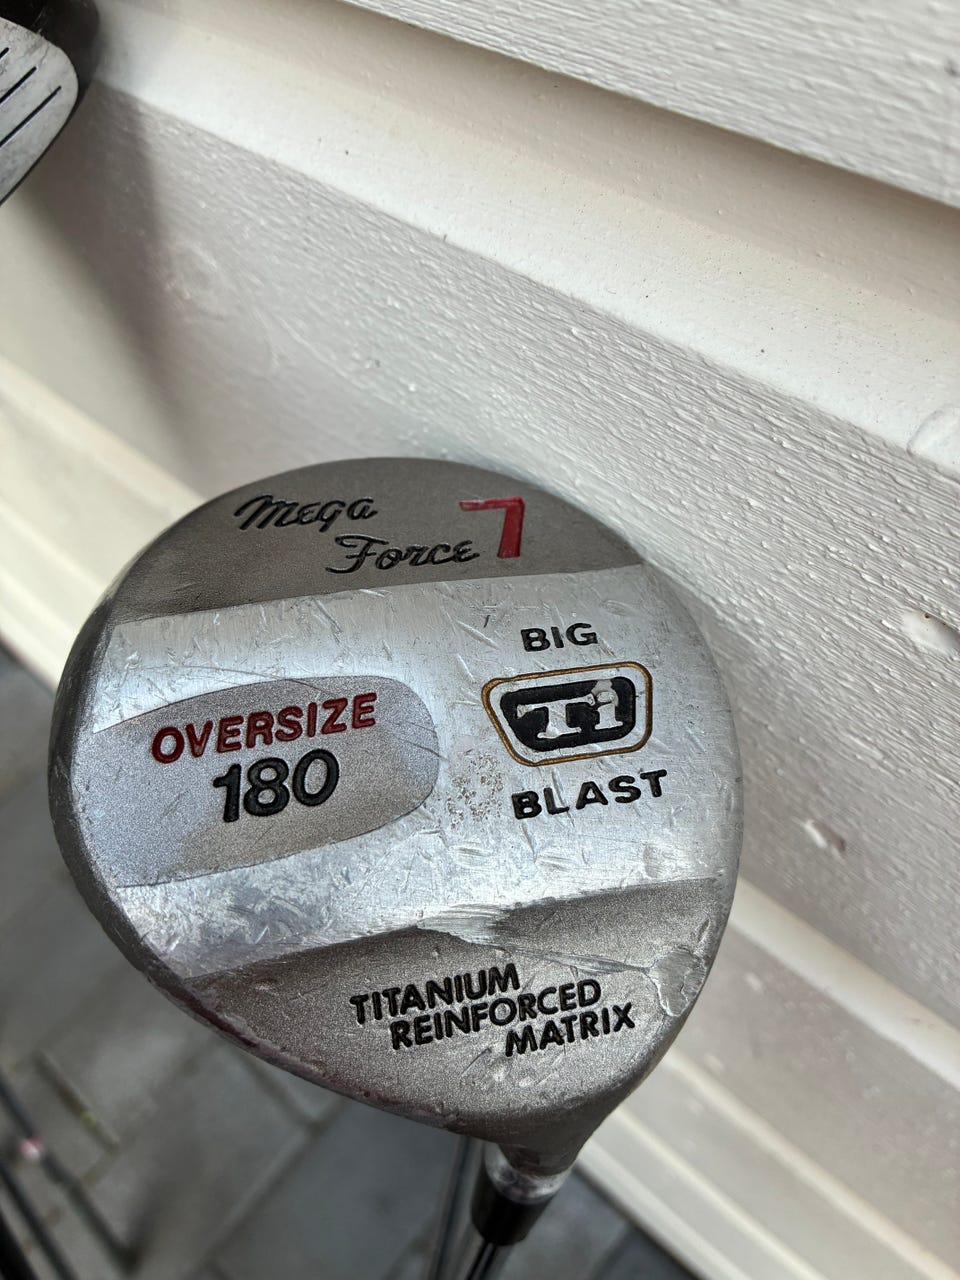 Mega
Force 7
BIG
Ti
BLAST
OVERSIZE
180
TITANIUM
REINFORCED
MATRIX